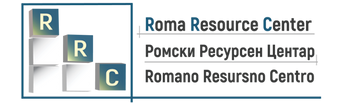 R
R
C
Roma Resource Center
Ромски Ресурсен Центар
Romano Resursno Centro